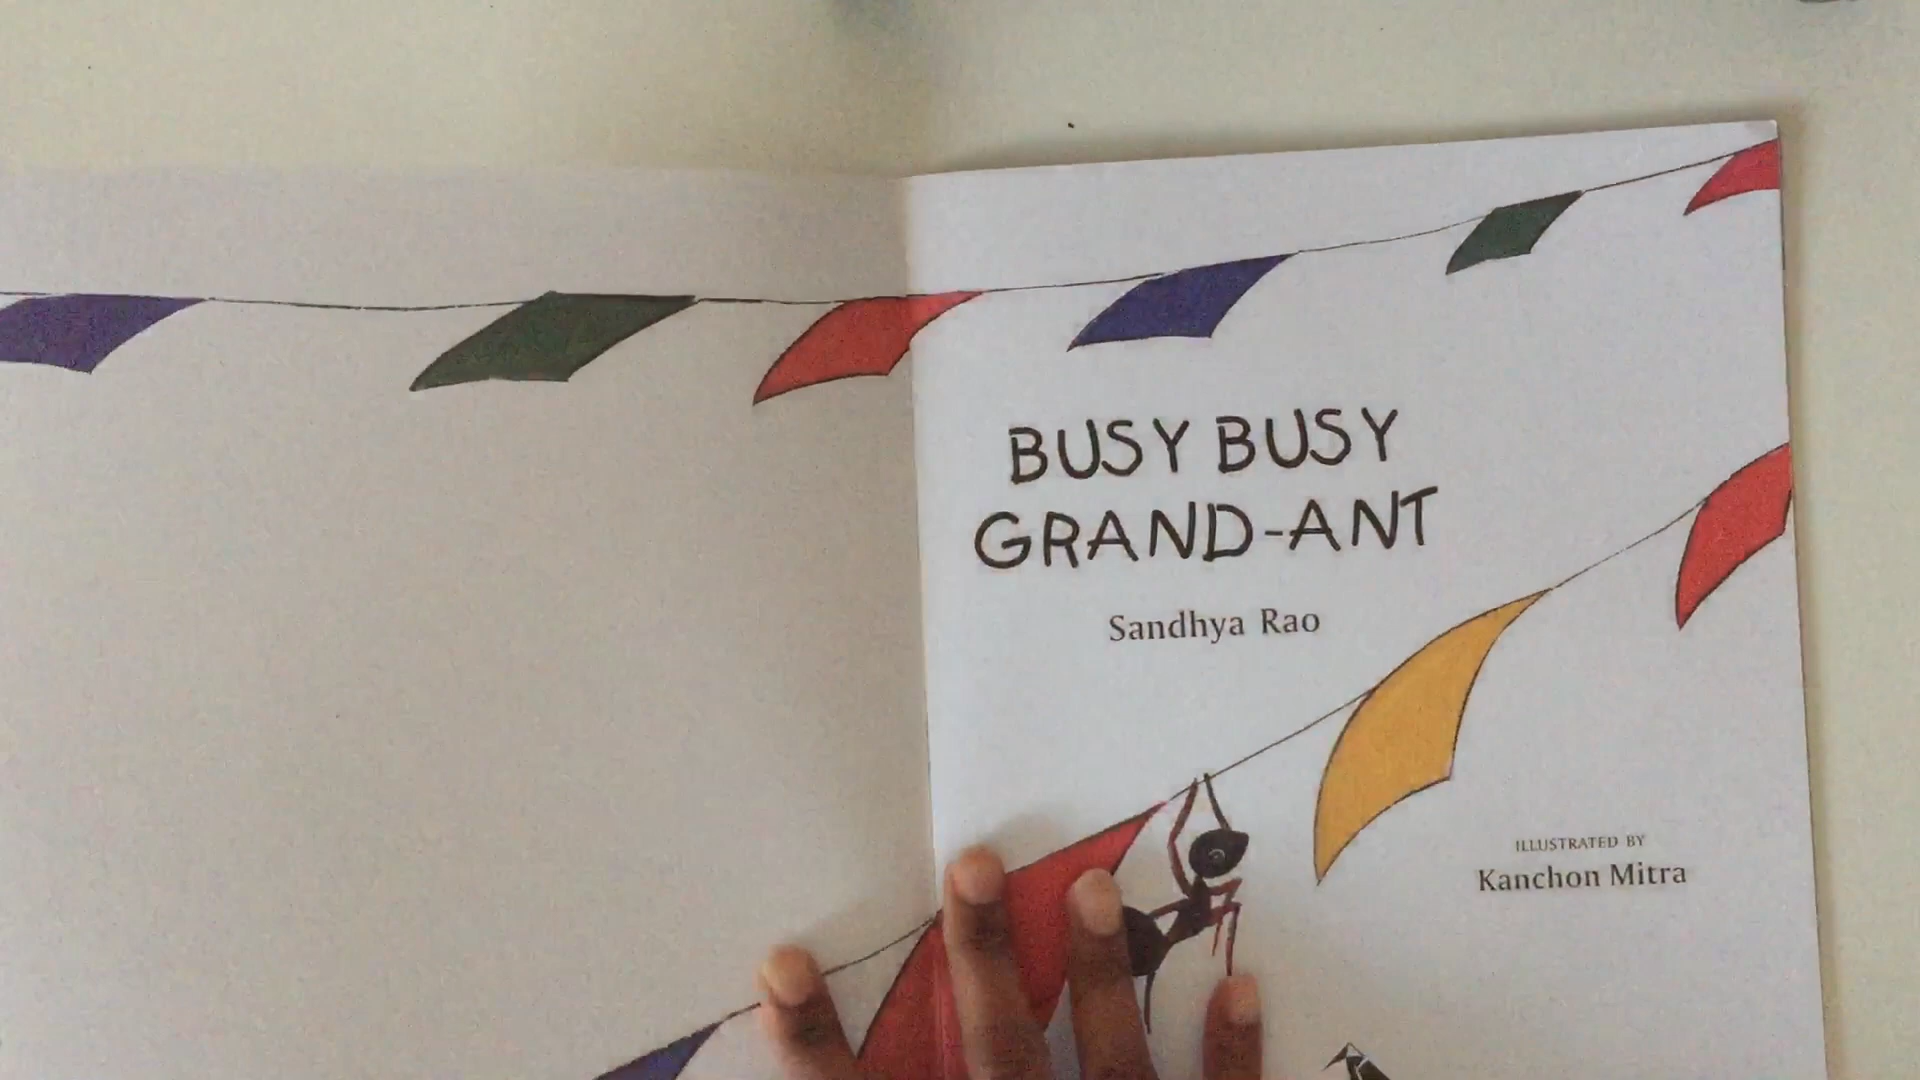 BUSY BUSY
GRAND-ANT
Sandhya Rao
ILLUSTRATED BY
Kanchon Mitra